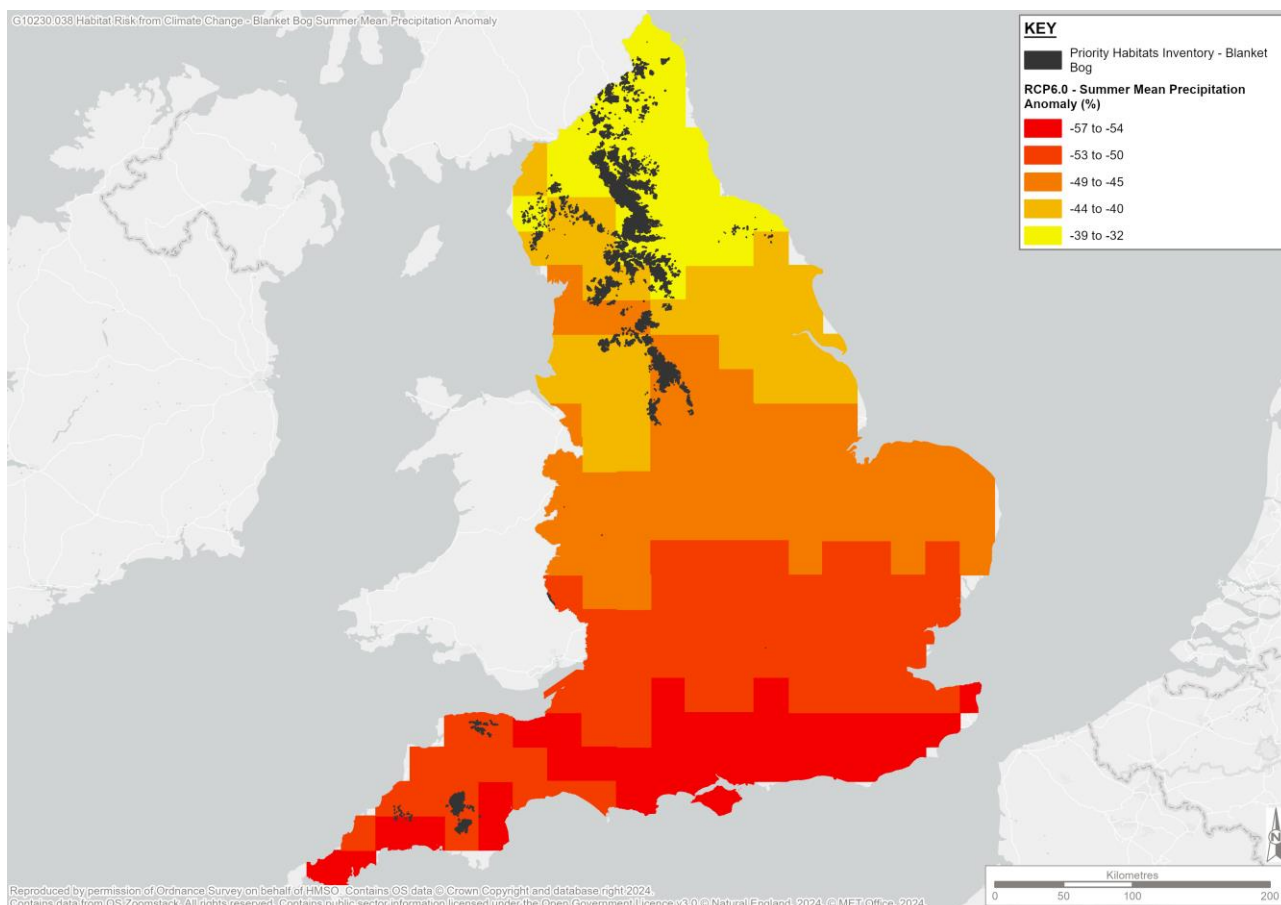 G10230.038 Habitat Risk from Climate Change - Blanket Bog Summer Mean Precipitation Anomaly
KEY
Priority Habitats Inventory - Blanket
Bog
RCP6.0 - Summer Mean Precipitation
Anomaly (%)
-57 to -54
-53 to -50
-49 to -45
-44 to -40
-39 to -32
N
Kilometres
0 50 100 200
Reproduced by permission of Ordnance Survey on behalf of HMSO. Contains OS data © Crown Copyright and database right 2024.
Contains data from OS Zoomstack. All rights reserved. Contains public sector information licensed under the Open Government Licence v3.0 © Natural England, 2024, © MET Office, 2024